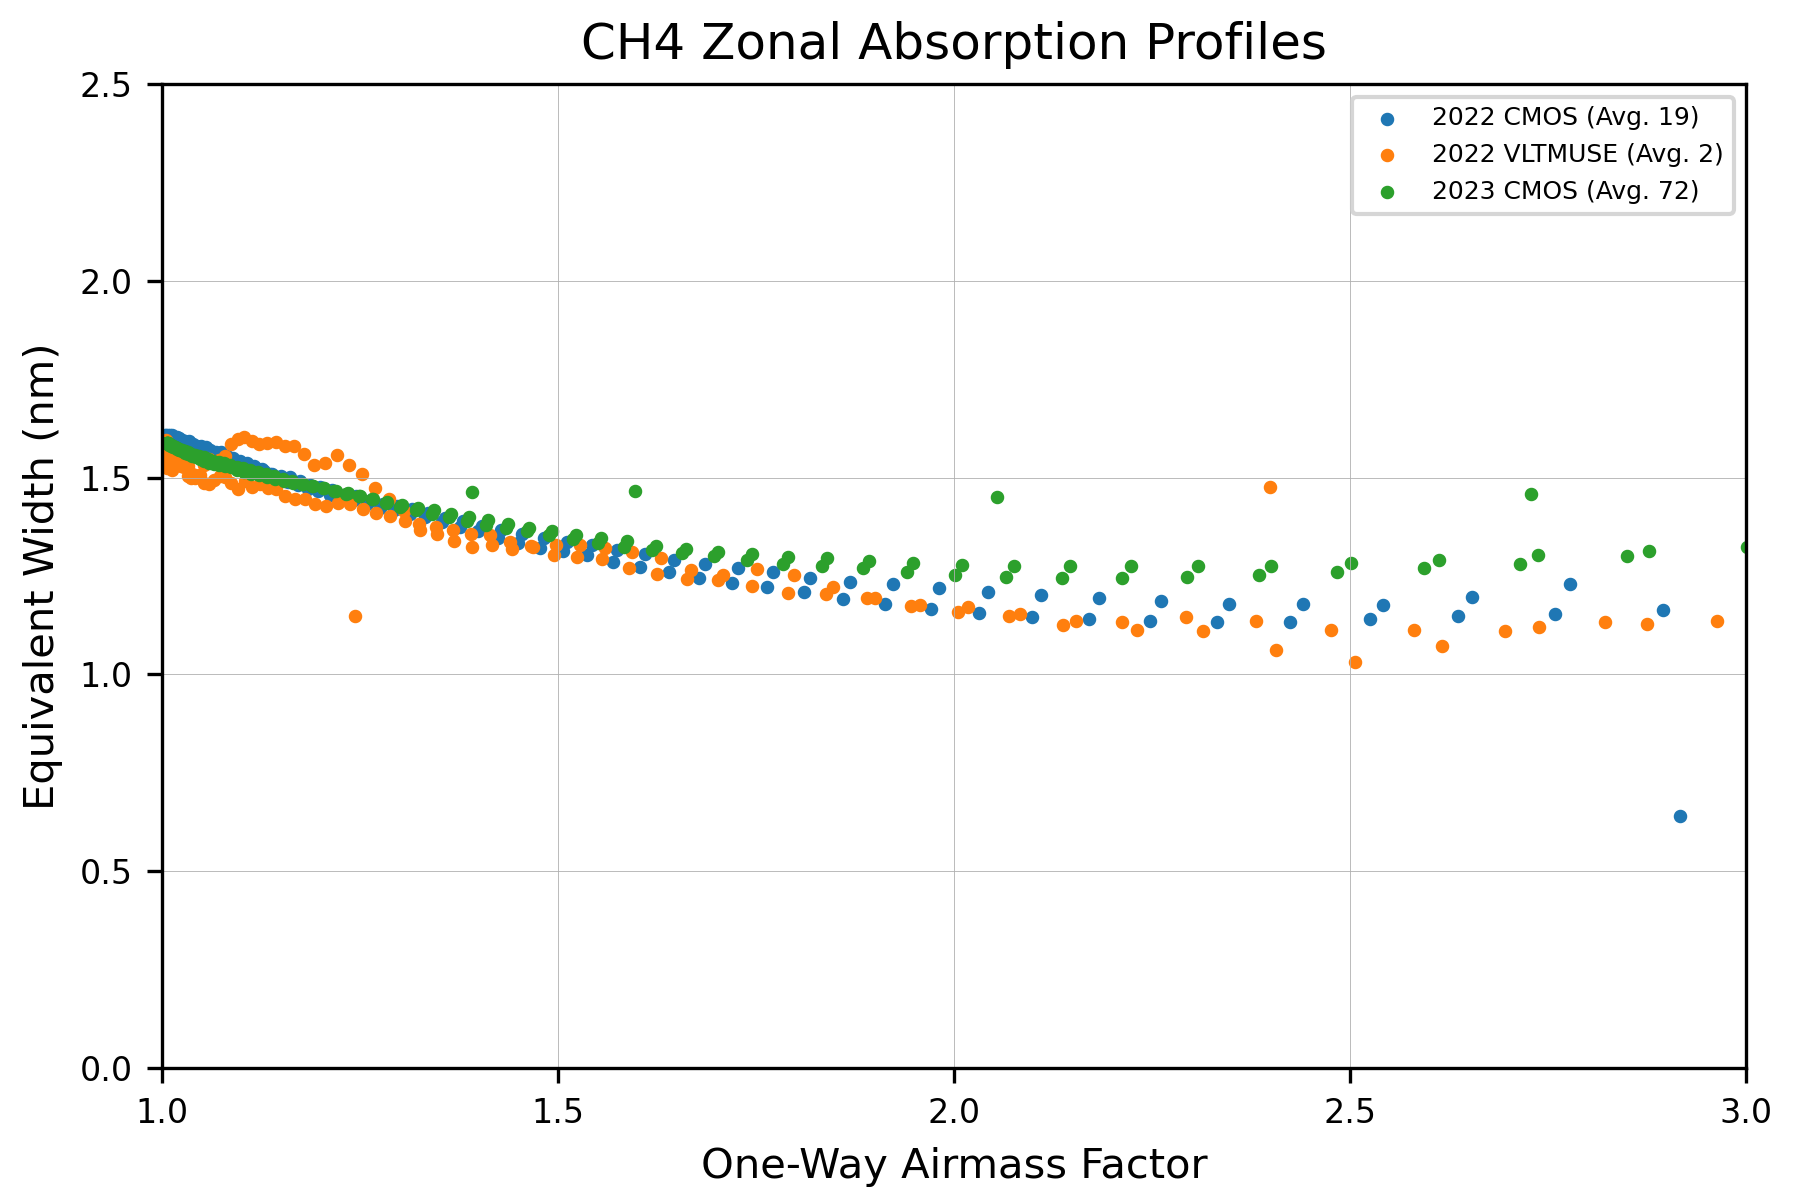 CH4 Zonal Absorption Profiles
2.5
2022 CMOS (Avg. 19)
2022 VLTMUSE (Avg. 2)
2023 CMOS (Avg. 72)
2.0
1.5
1.0
0.5
0.0
Equivalent Width (nm)
1.0 1.5 2.0 2.5 3.0
One-Way Airmass Factor